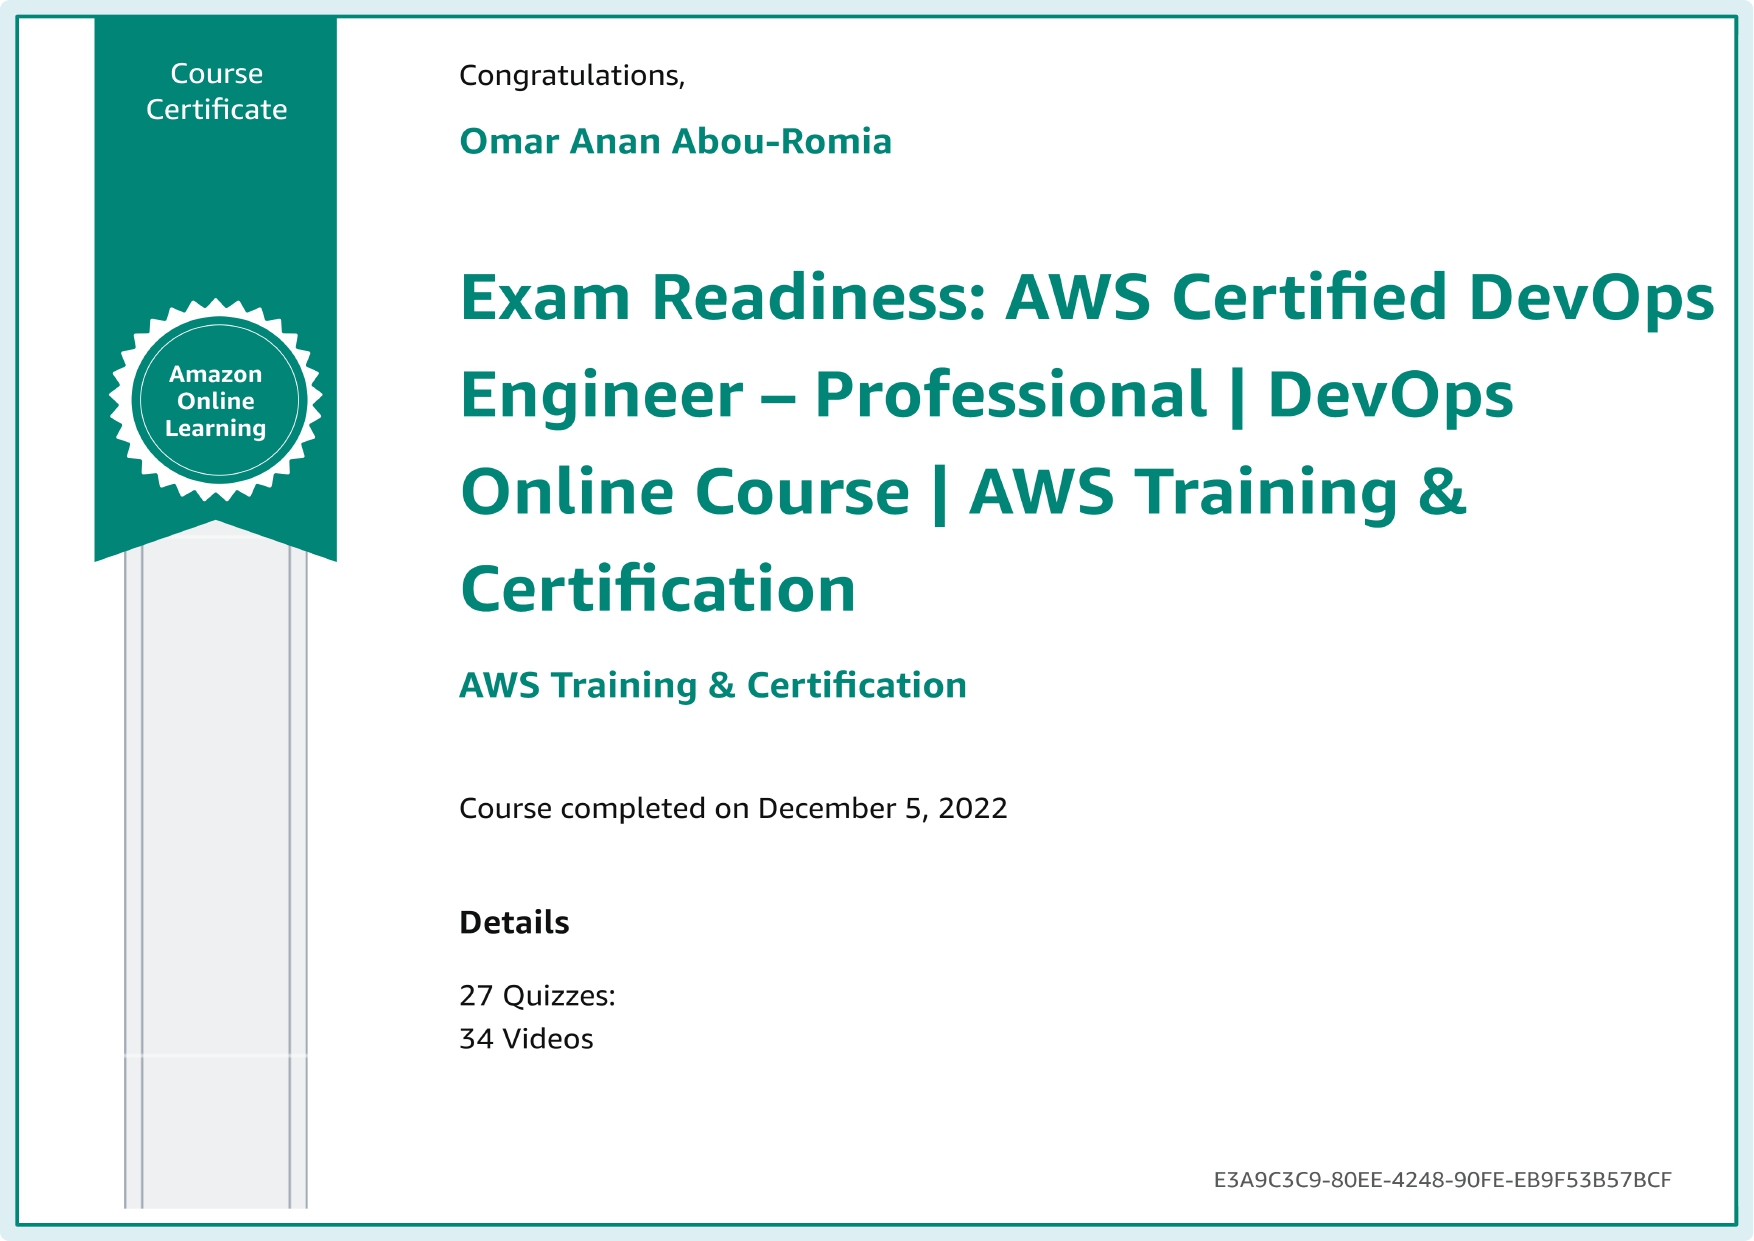 Course
Certificate
Amazon
Online
Learning
Congratulations,
Omar Anan Abou-Romia
Exam Readiness: AWS Certified DevOps
Engineer – Professional | DevOps
Online Course | AWS Training &
Certification
AWS Training & Certification
Course completed on December 5, 2022
Details
27 Quizzes:
34 Videos
E3A9C3C9-80EE-4248-90FE-EB9F53B57BCF